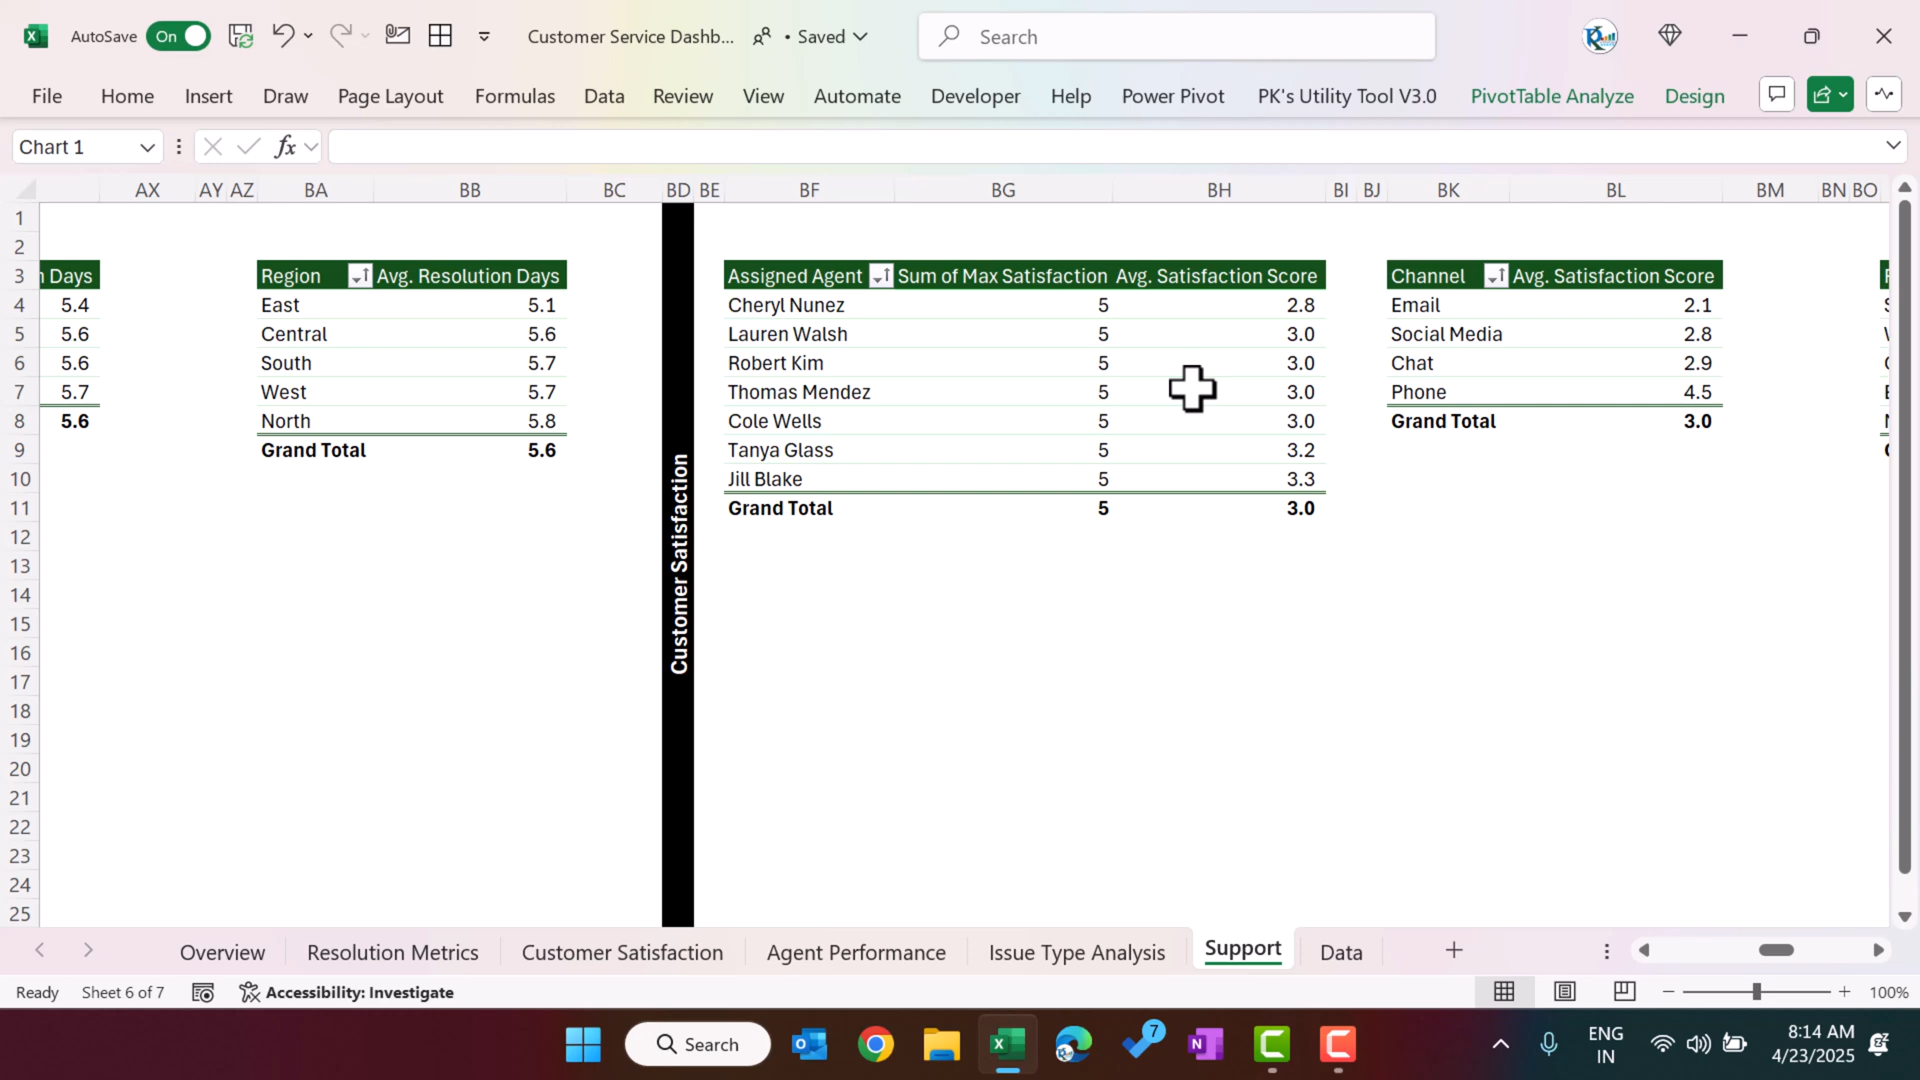 AutoSave On Customer Service Dashb... • Saved Search
File Home Insert Draw Page Layout Formulas Data Review View Automate Developer Help Power Pivot PK's Utility Tool V3.0 PivotTable Analyze Design
Chart 1 fx
AX AY AZ BA BB BC BD BE BF BG BH BI BJ BK BL BM BN BO
1
2
3 n Days Region Avg. Resolution Days Assigned Agent Sum of Max Satisfaction Avg. Satisfaction Score Channel Avg. Satisfaction Score
4 5.4 East 5.1 Cheryl Nunez 5 2.8 Email 2.1
5 5.6 Central 5.6 Lauren Walsh 5 3.0 Social Media 2.8
6 5.6 South 5.7 Robert Kim 5 3.0 Chat 2.9
7 5.7 West 5.7 Thomas Mendez 5 3.0 Phone 4.5
8 5.6 North 5.8 Cole Wells 5 3.0 Grand Total 3.0
9 Grand Total 5.6 Tanya Glass 5 3.2
10 Jill Blake 5 3.3
11 Grand Total 5 3.0
12
13
14
15
16
17
18
19
20
21
22
23
24
25
Customer Satisfaction
Overview Resolution Metrics Customer Satisfaction Agent Performance Issue Type Analysis Support Data
Ready Sheet 6 of 7 Accessibility: Investigate 100%
Search 7 ENG 8:14 AM
IN 4/23/2025